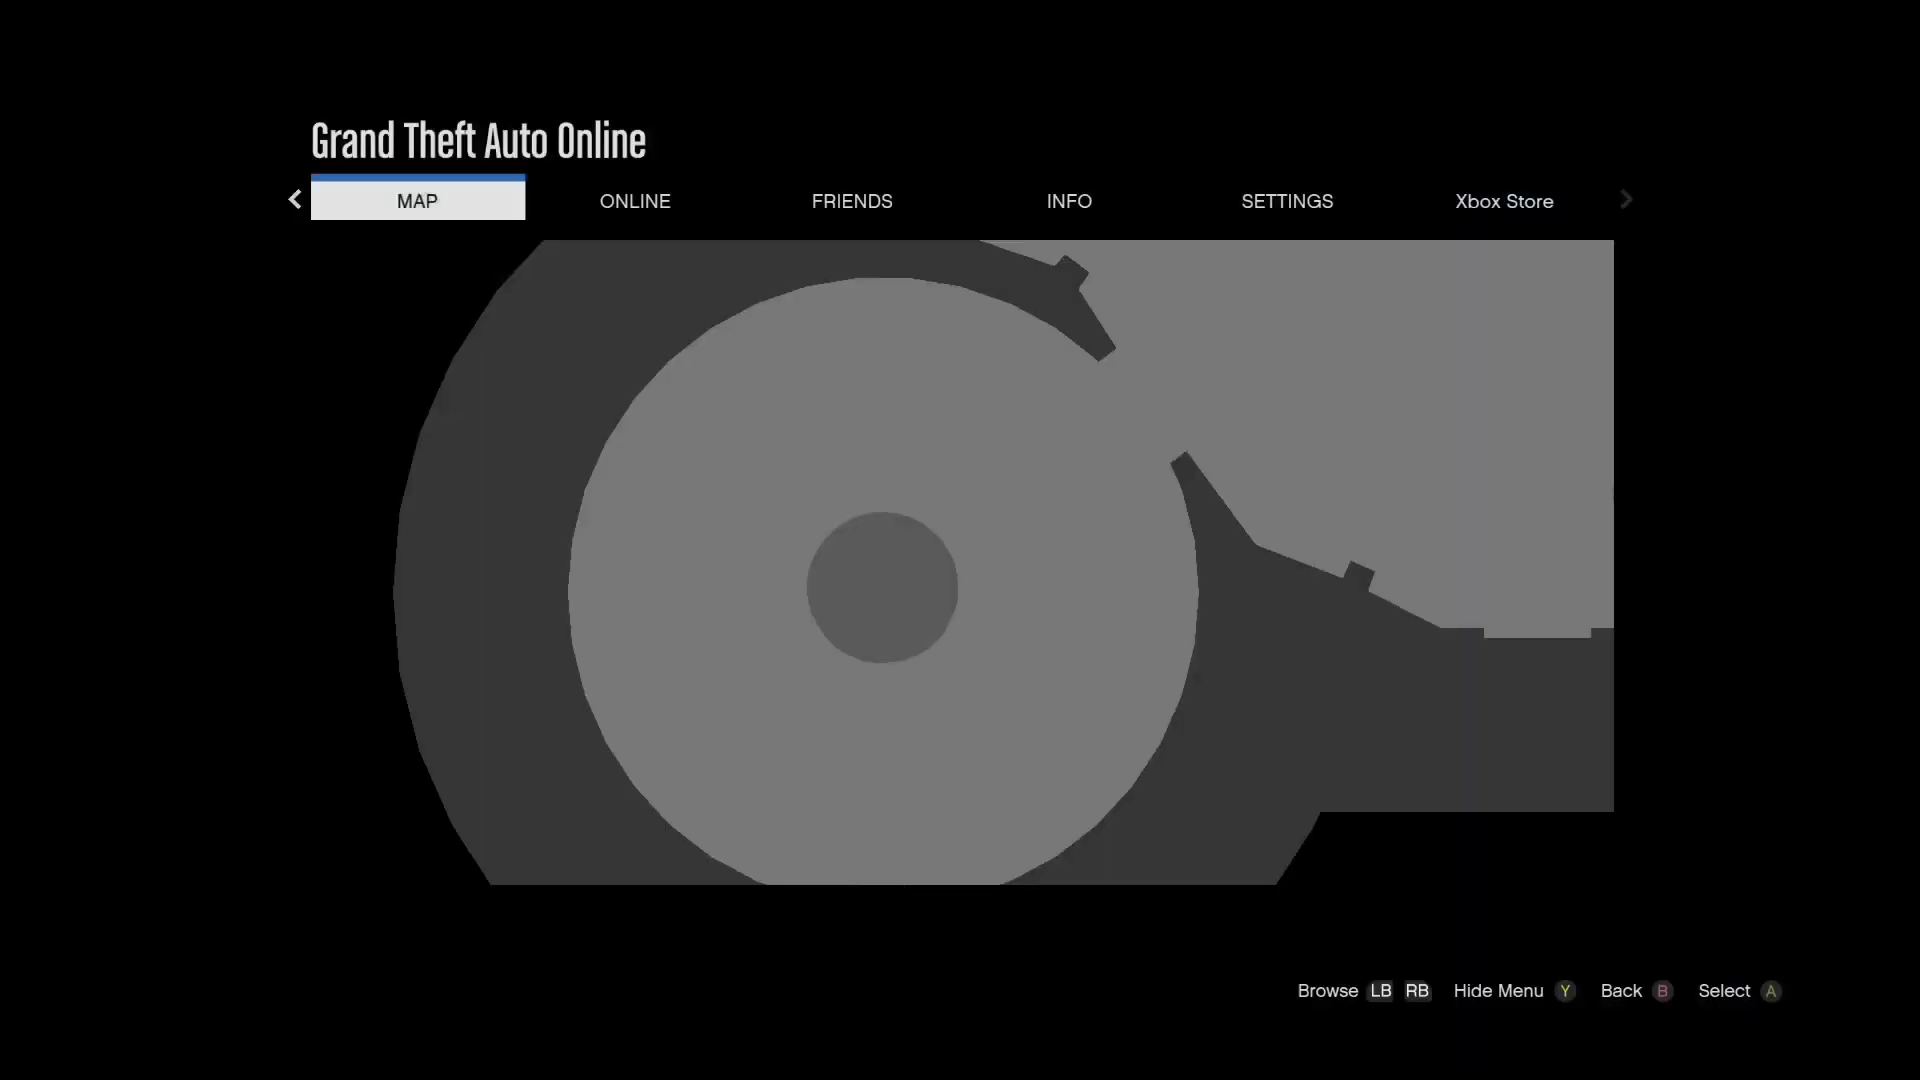 Grand Theft Auto Online
MAP ONLINE FRIENDS INFO SETTINGS Xbox Store
Browse LB RB Hide Menu Y Back B Select A